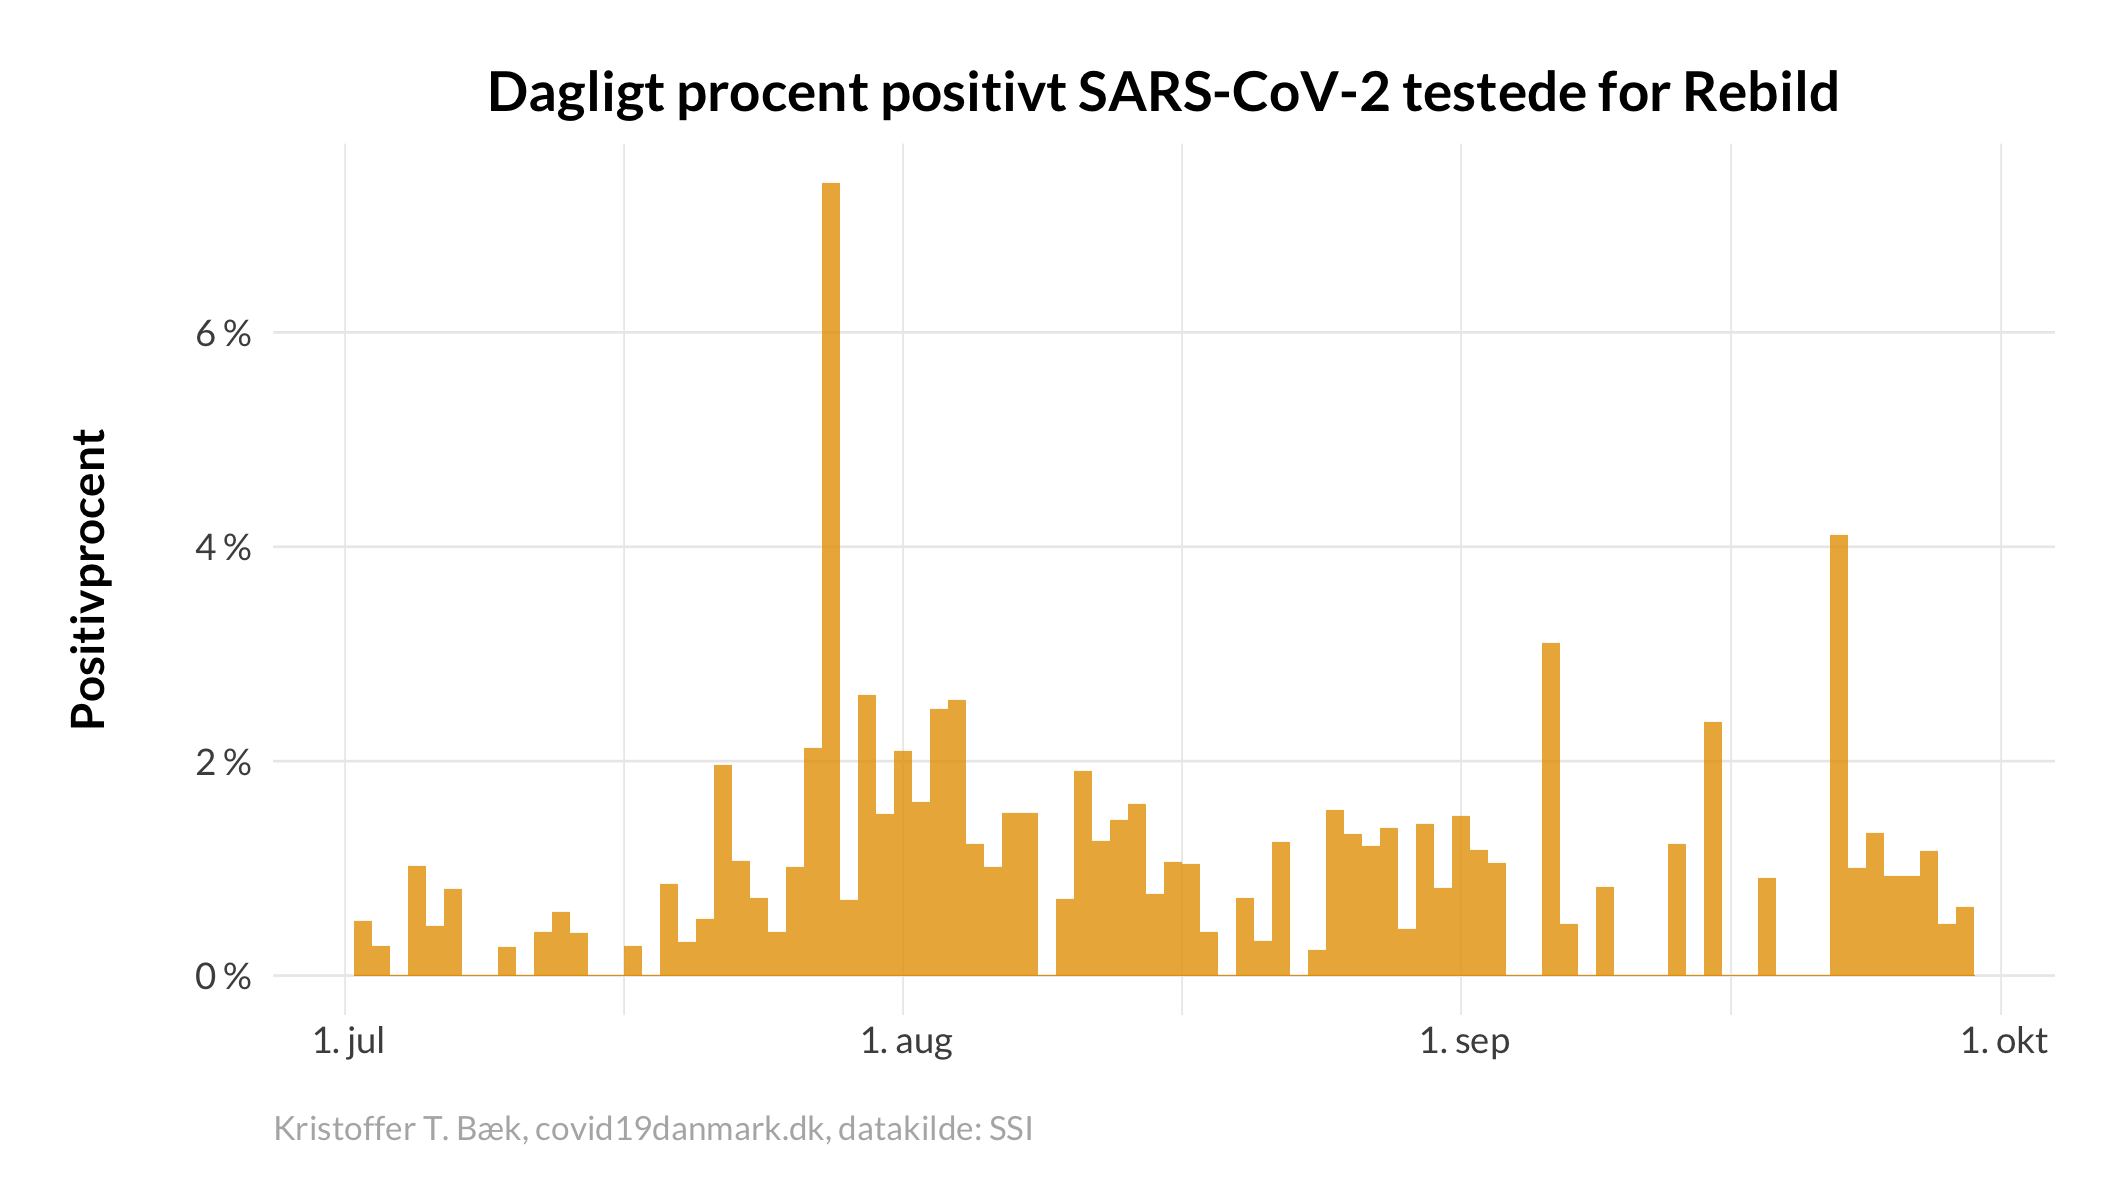 Dagligt procent positivt SARS-CoV-2 testede for Rebild
Positivprocent
6 %
4 %
2 %
0 %
1. jul
1. aug
1. sep
1. okt
Kristoffer T. Bæk, covid19danmark.dk, datakilde: SSI